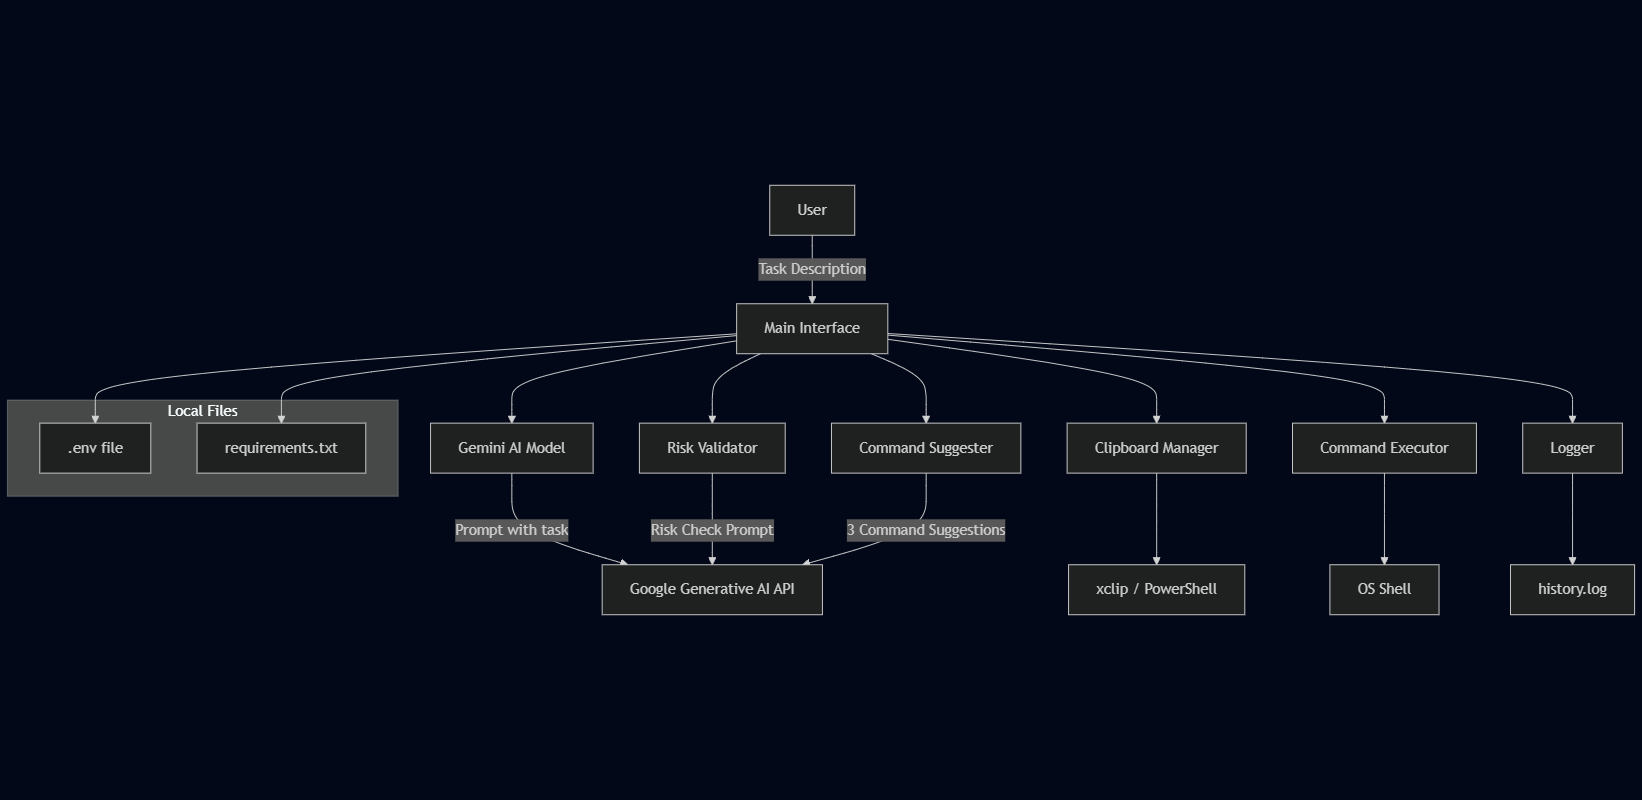 User
Task Description
Main Interface
Local Files
.env file
requirements.txt
Gemini AI Model
Risk Validator
Command Suggester
Clipboard Manager
Command Executor
Logger
Prompt with task
Risk Check Prompt
3 Command Suggestions
Google Generative AI API
xclip / PowerShell
OS Shell
history.log